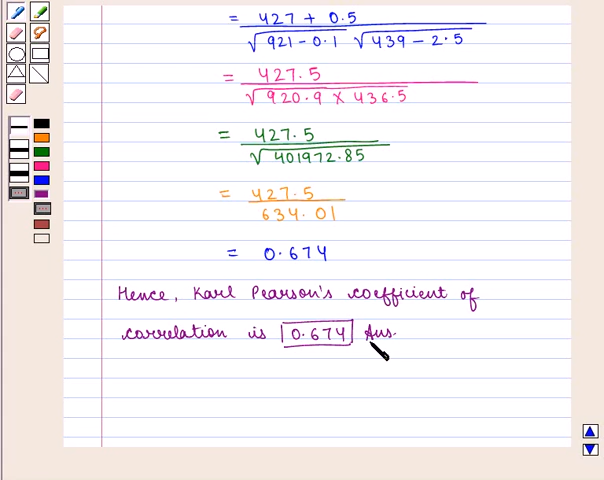 = 427 + 0.5 / √921 - 0.1 √439 - 2.5
= 427.5 / √920.9 × 436.5
= 427.5 / √401972.85
= 427.5 / 634.01
= 0.674
Hence, Karl Pearson's coefficient of
correlation is 0.674 Ans.